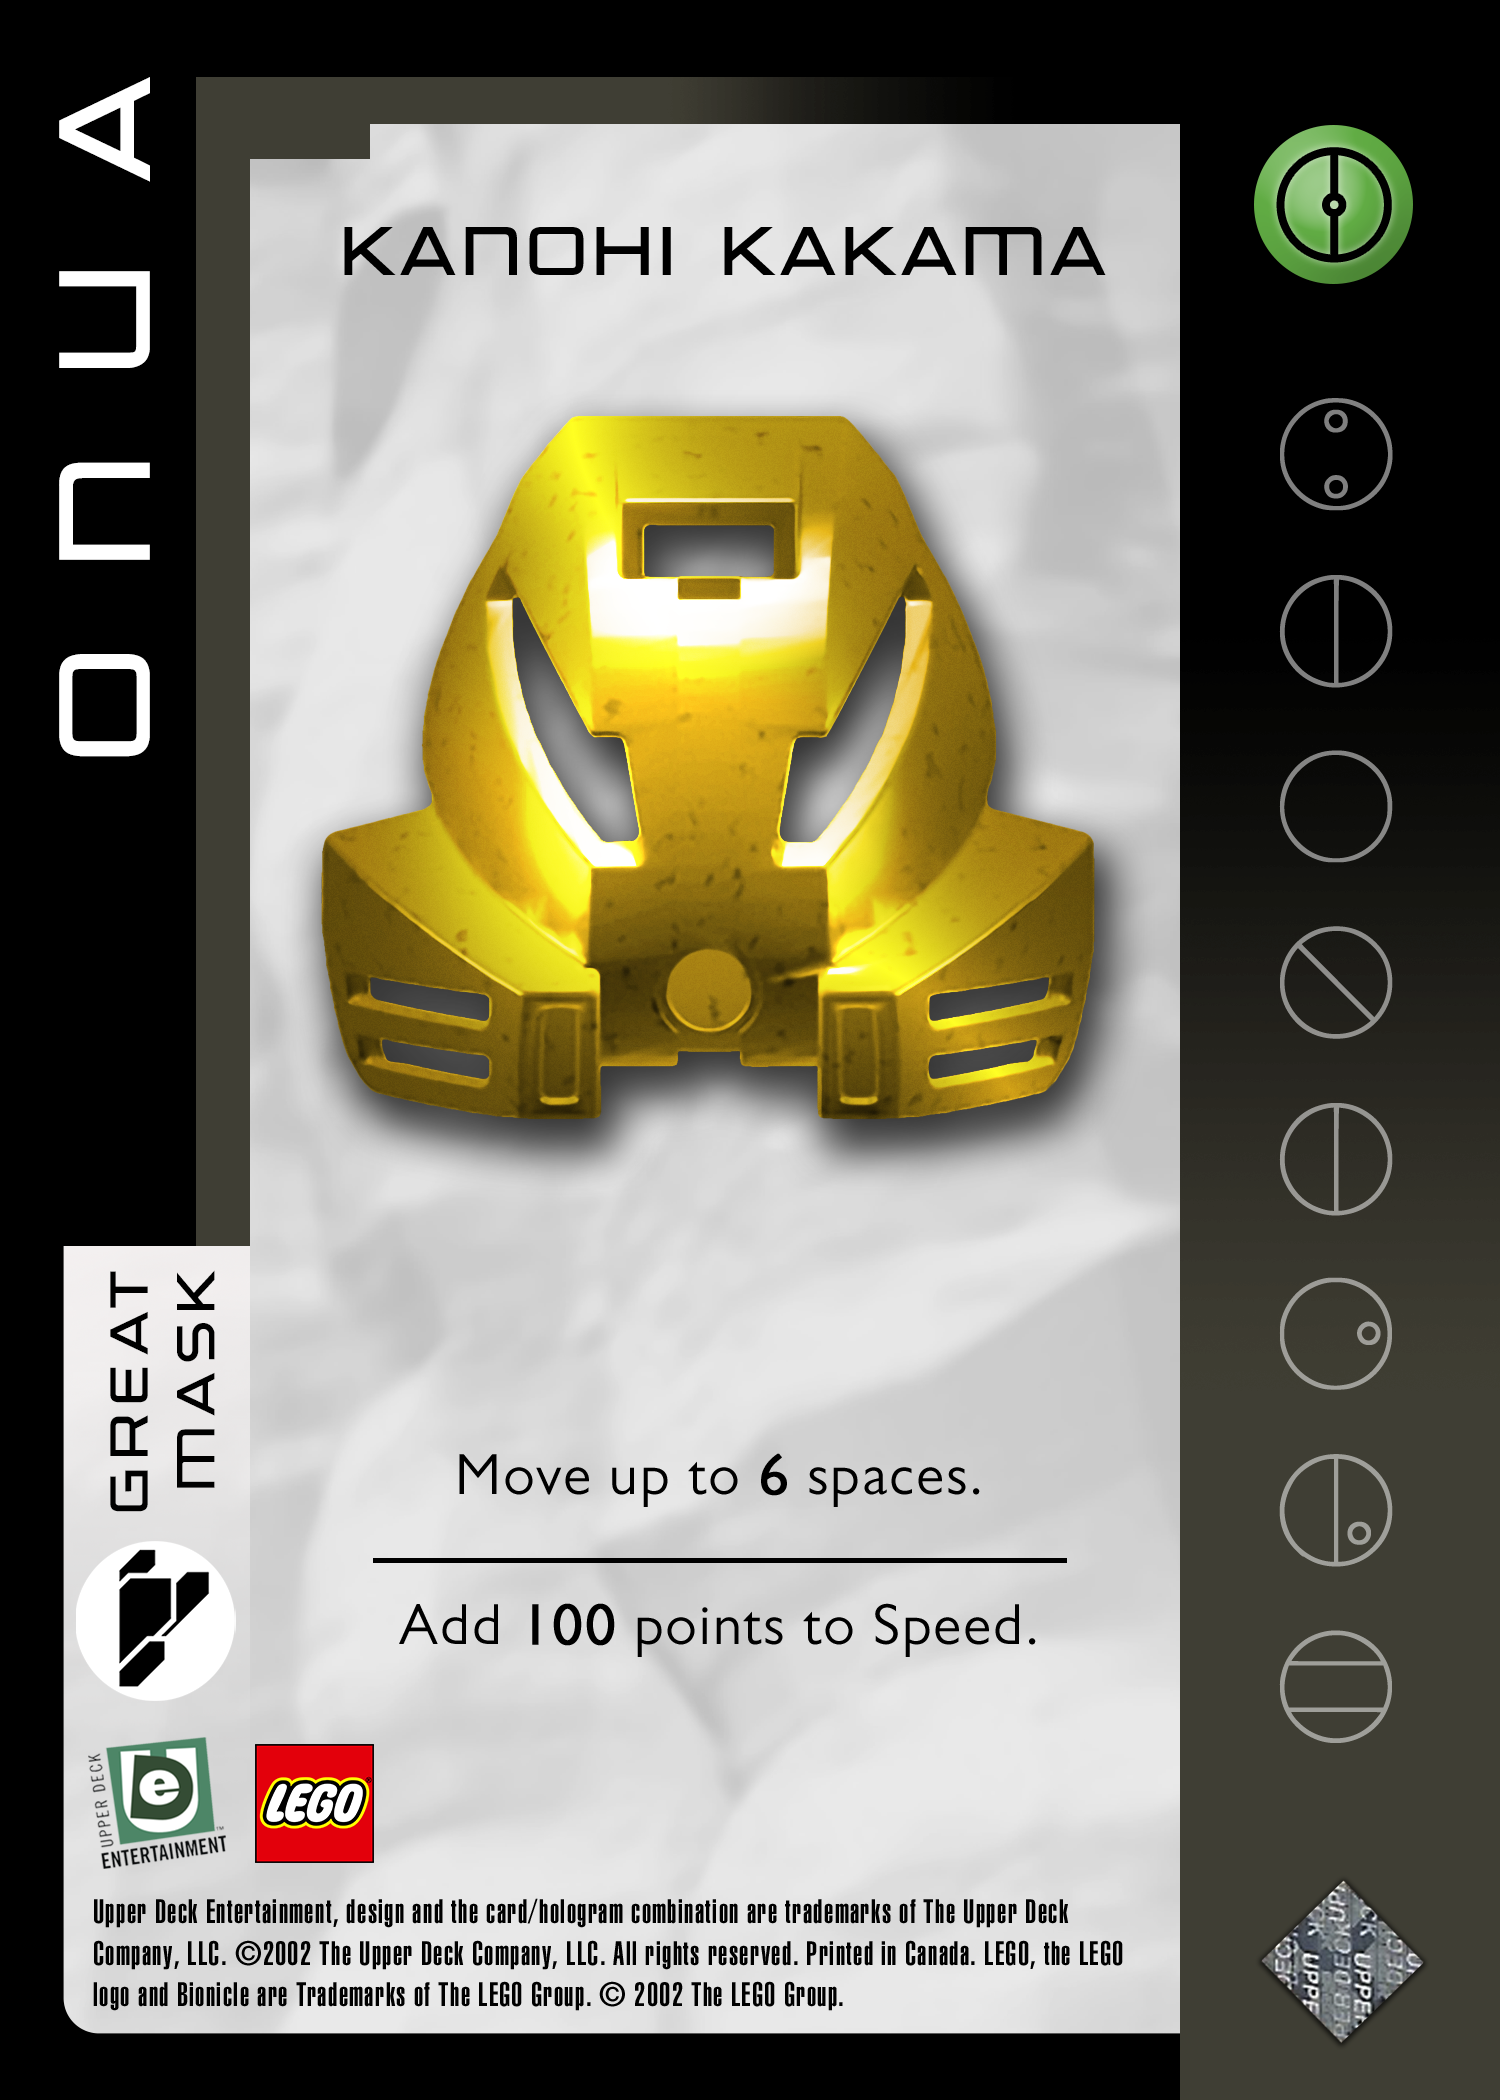 ONUA
KANOHI KAKAMA
GREAT
MASK
Move up to 6 spaces.
Add 100 points to Speed.
UPPER DECK
ENTERTAINMENT
LEGO
Upper Deck Entertainment, design and the card/hologram combination are trademarks of The Upper Deck
Company, LLC. ©2002 The Upper Deck Company, LLC. All rights reserved. Printed in Canada. LEGO, the LEGO
logo and Bionicle are Trademarks of The LEGO Group. © 2002 The LEGO Group.